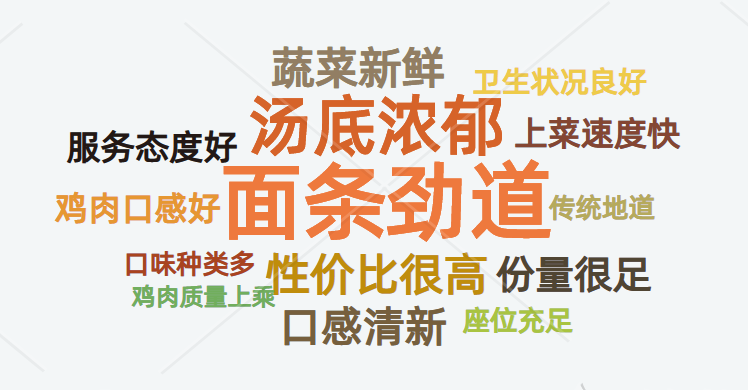 蔬菜新鲜
卫生状况良好
汤底浓郁
上菜速度快
服务态度好
面条劲道
鸡肉口感好
传统地道
口味种类多
性价比很高
份量很足
鸡肉质量上乘
口感清新
座位充足